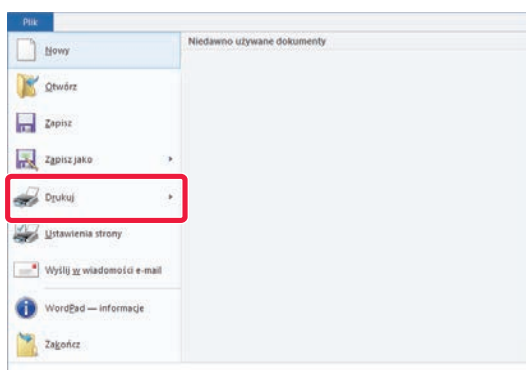 Plik
Nowy
Niedawno używane dokumenty
Otwórz
Zapisz
Zapisz jako
Drukuj
Ustawienia strony
Wyślij w wiadomości e-mail
WordPad — informacje
Zakończ